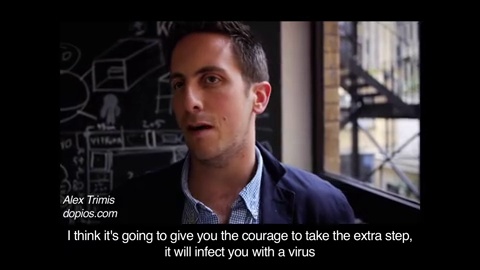 Alex Trimis
dopios.com
I think it's going to give you the courage to take the extra step,
it will infect you with a virus